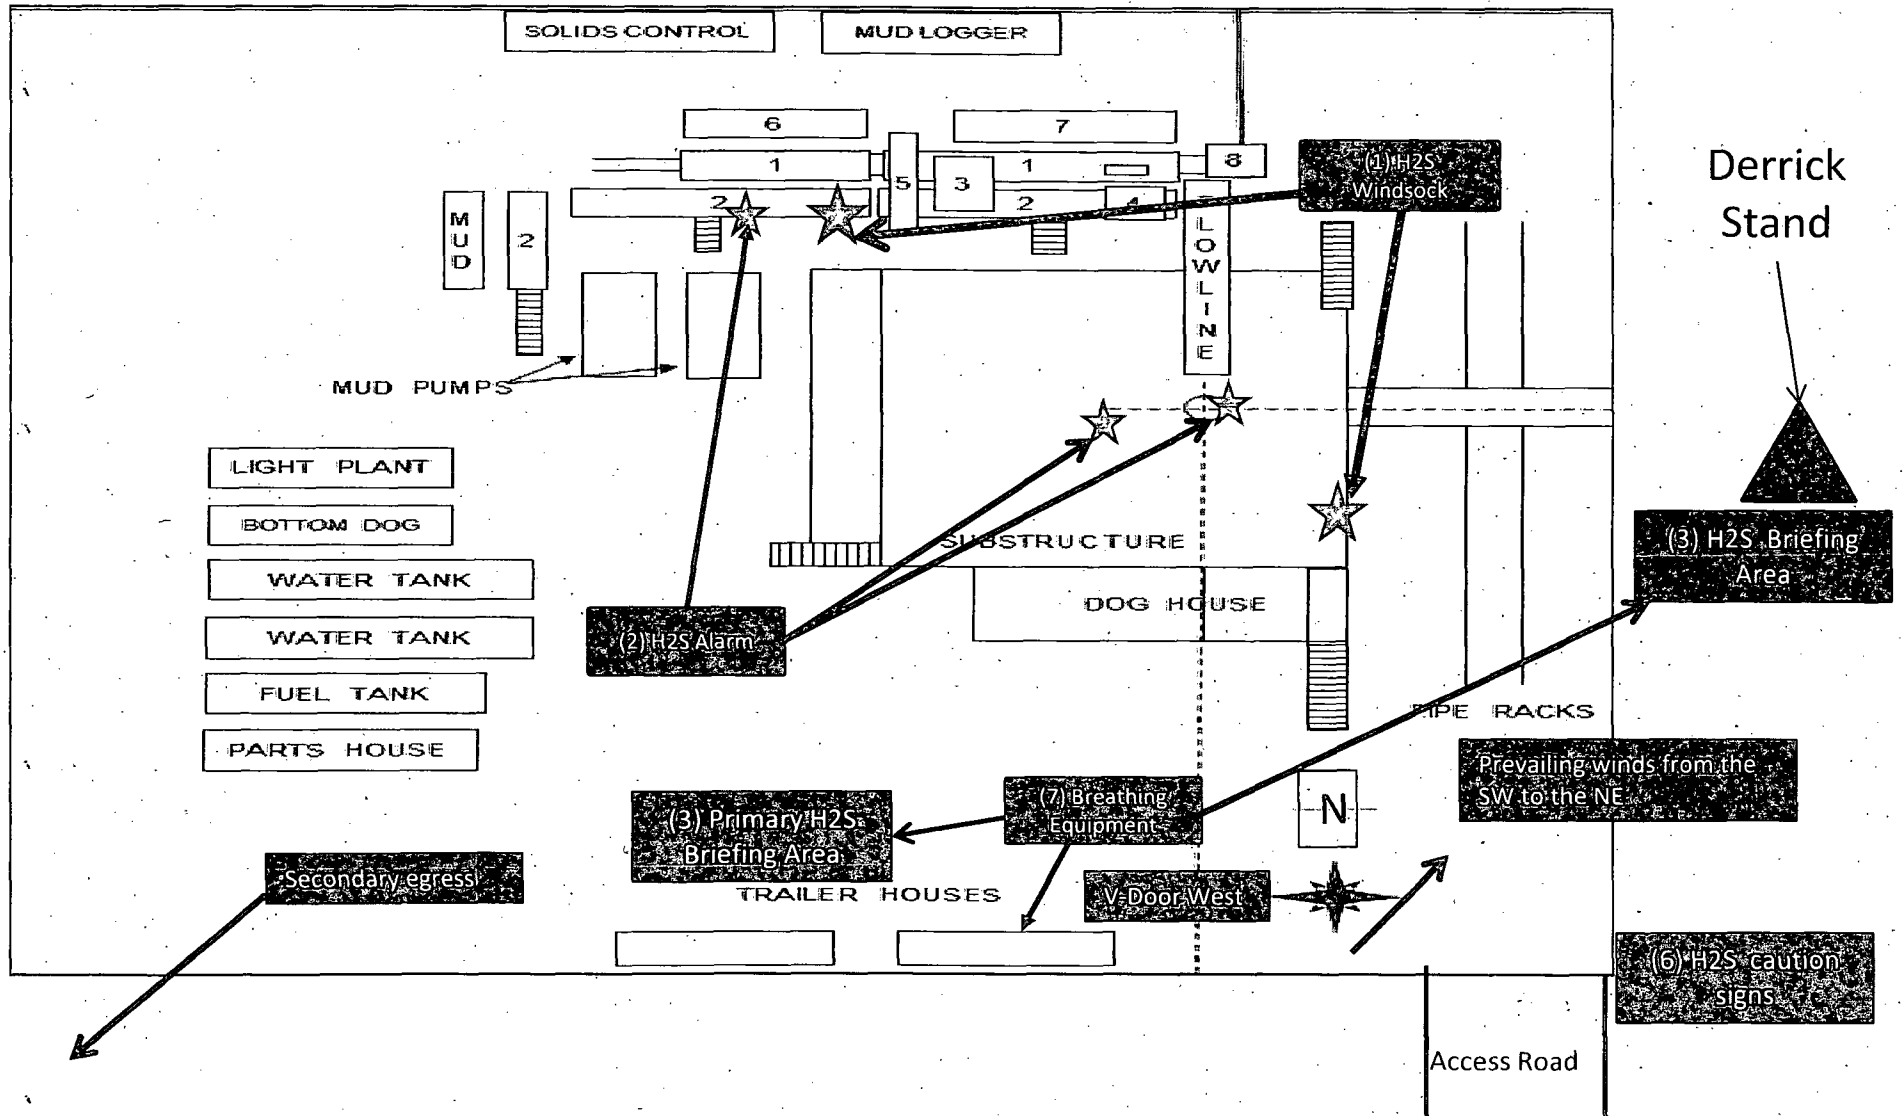 SOLIDS CONTROL
MUD LOGGER
6
7
1
1
8
5
3
2
2
4
MUD
2
LOWLINE
(1) H2S
Windsock
Derrick
Stand
MUD PUMPS
LIGHT PLANT
BOTTOM DOG
WATER TANK
WATER TANK
FUEL TANK
PARTS HOUSE
SUBSTRUCTURE
DOG HOUSE
(2) H2S Alarm
(3) H2S Briefing
Area
PIPE RACKS
Prevailing winds from the
SW to the NE
(7) Breathing
Equipment
(3) Primary H2S
Briefing Area
N
Secondary egress
TRAILER HOUSES
V-Door West
(6) H2S caution
signs
Access Road